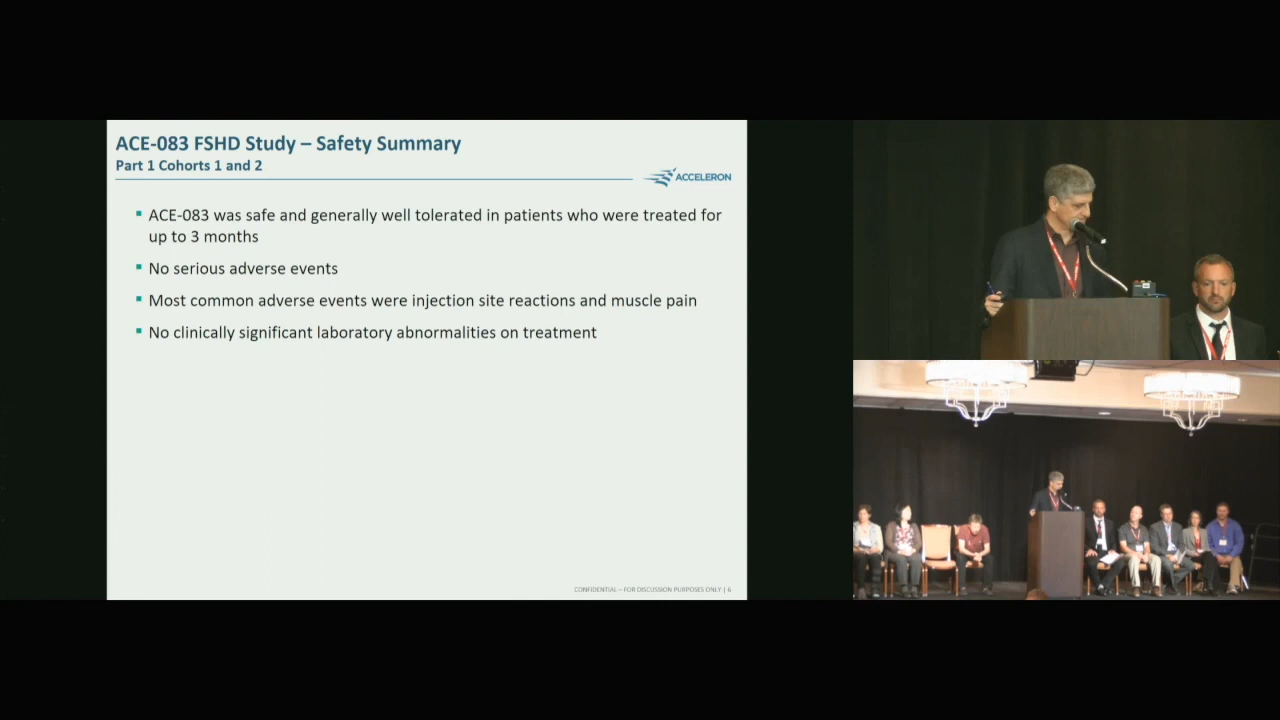 ACE-083 FSHD Study – Safety Summary
Part 1 Cohorts 1 and 2
ACCELERON
ACE-083 was safe and generally well tolerated in patients who were treated for
up to 3 months
No serious adverse events
Most common adverse events were injection site reactions and muscle pain
No clinically significant laboratory abnormalities on treatment
CONFIDENTIAL – FOR DISCUSSION PURPOSES ONLY | 6